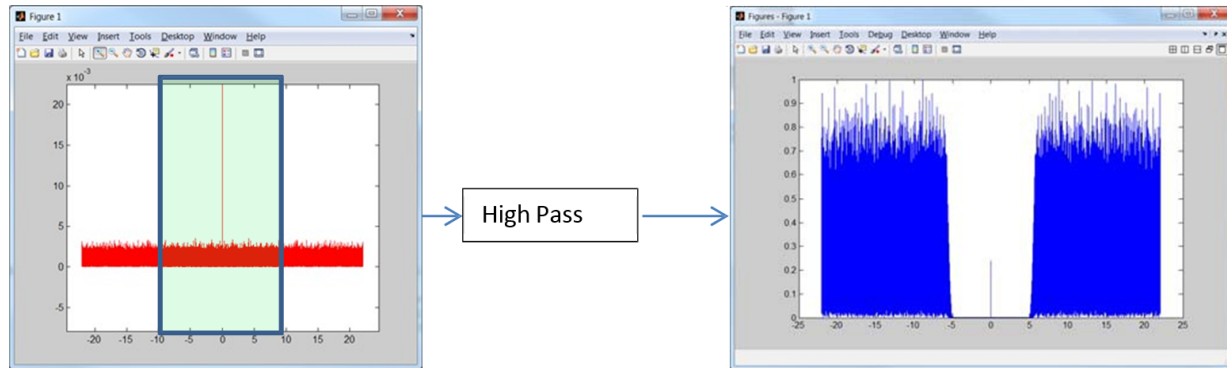 Figure 1
File Edit View Insert Tools Desktop Window Help
x 10⁻³
20
15
10
5
0
-5
-20 -15 -10 -5 0 5 10 15 20
High Pass
Figures - Figure 1
File Edit View Insert Tools Debug Desktop Window Help
1
0.9
0.8
0.7
0.6
0.5
0.4
0.3
0.2
0.1
0
-25 -20 -15 -10 -5 0 5 10 15 20 25